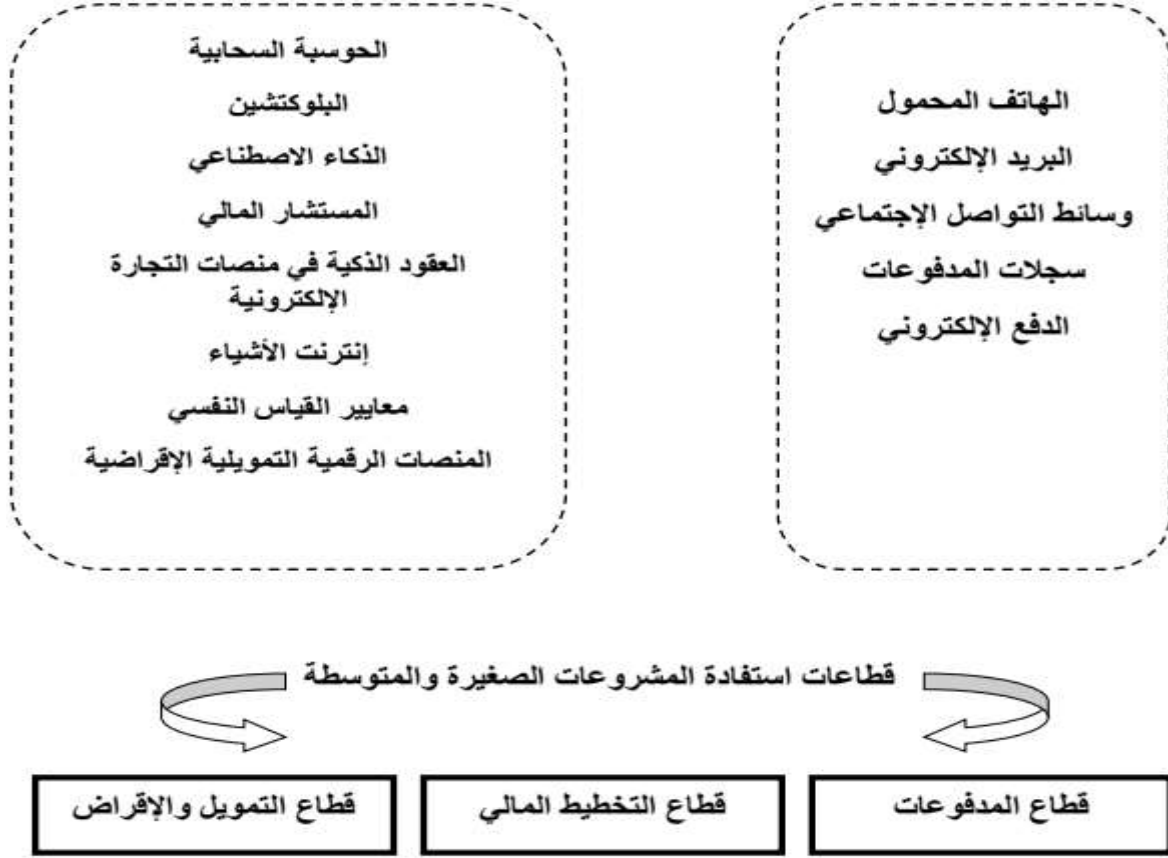 الهاتف المحمول
البريد الإلكتروني
وسائط التواصل الإجتماعي
سجلات المدفوعات
الدفع الإلكتروني
الحوسبة السحابية
البلوكتشين
الذكاء الاصطناعي
المستشار المالي
العقود الذكية في منصات التجارة
الإلكترونية
إنترنت الأشياء
معايير القياس النفسي
المنصات الرقمية التمويلية الإقراضية
قطاعات استفادة المشروعات الصغيرة والمتوسطة
قطاع المدفوعات
قطاع التخطيط المالي
قطاع التمويل والإقراض